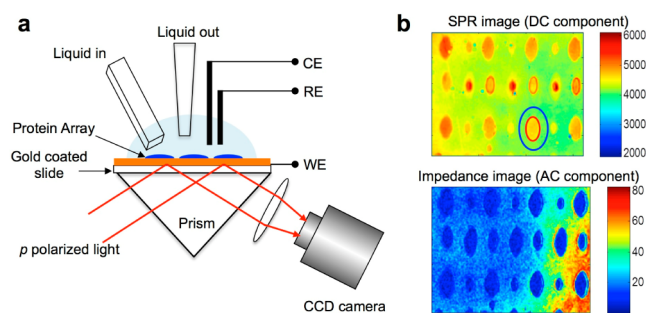 a
Liquid out
Liquid in
CE
RE
Protein Array
Gold coated
slide
WE
Prism
p polarized light
CCD camera
b
SPR image (DC component)
6000
5000
4000
3000
2000
Impedance image (AC component)
80
60
40
20